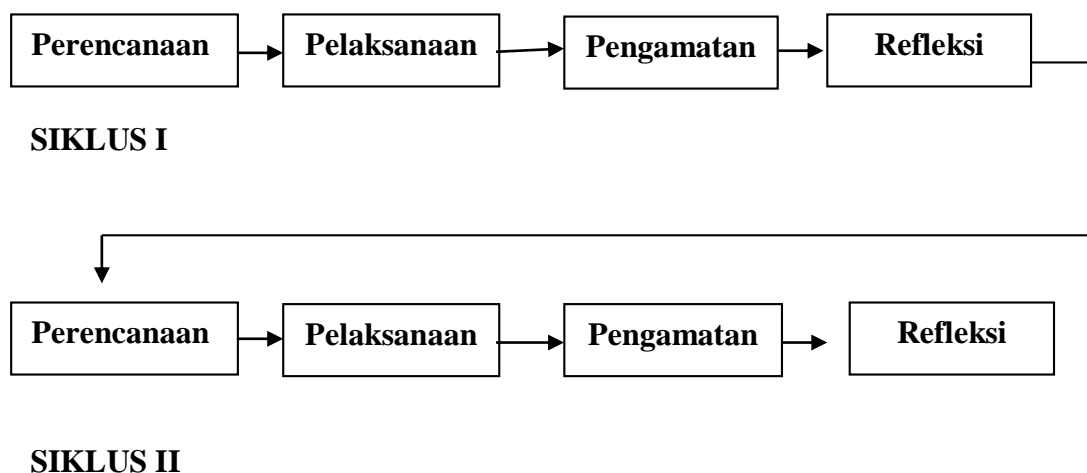 Perencanaan Pelaksanaan Pengamatan Refleksi
SIKLUS I
Perencanaan Pelaksanaan Pengamatan Refleksi
SIKLUS II